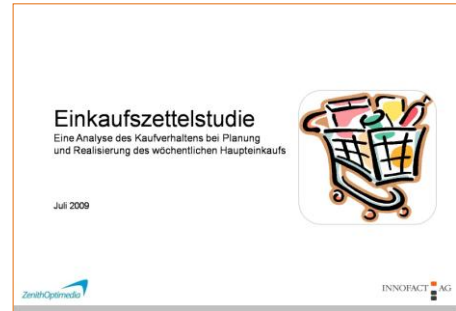 Einkaufszettelstudie
Eine Analyse des Kaufverhaltens bei Planung
und Realisierung des wöchentlichen Haupteinkaufs
Juli 2009
ZenithOptimedia
INNOFACT AG